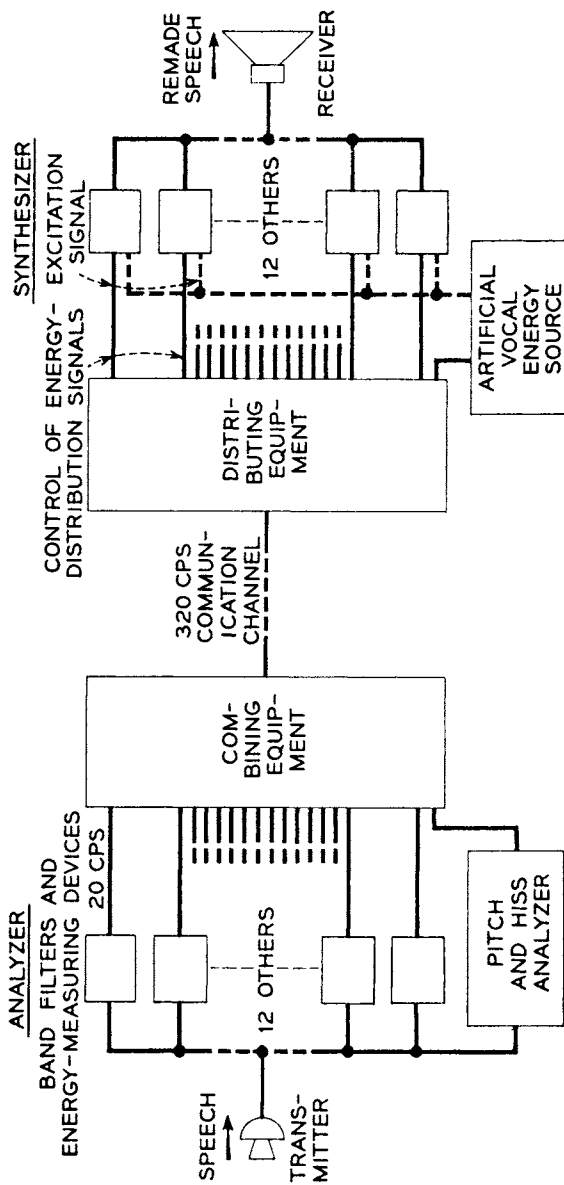 ANALYZER
BAND FILTERS AND
ENERGY-MEASURING DEVICES
20 CPS
SPEECH
TRANS-
MITTER
12 OTHERS
PITCH
AND HISS
ANALYZER
COM-
BINING
EQUIP-
MENT
320 CPS
COMMUN-
ICATION
CHANNEL
DISTRI-
BUTING
EQUIP-
MENT
SYNTHESIZER
CONTROL OF ENERGY-
DISTRIBUTION SIGNALS
EXCITATION
SIGNAL
12 OTHERS
ARTIFICIAL
VOCAL
ENERGY
SOURCE
REMADE
SPEECH
RECEIVER